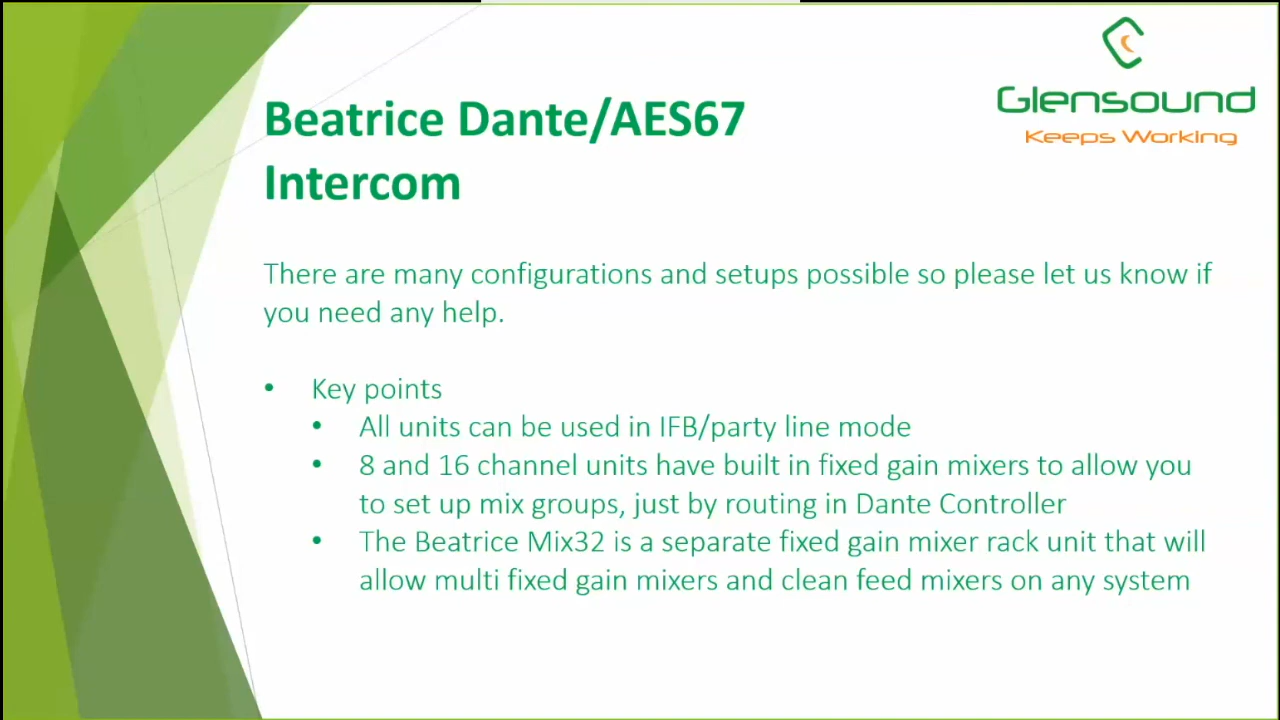 Glensound
Keeps Working
Beatrice Dante/AES67
Intercom
There are many configurations and setups possible so please let us know if
you need any help.
• Key points
• All units can be used in IFB/party line mode
• 8 and 16 channel units have built in fixed gain mixers to allow you
to set up mix groups, just by routing in Dante Controller
• The Beatrice Mix32 is a separate fixed gain mixer rack unit that will
allow multi fixed gain mixers and clean feed mixers on any system